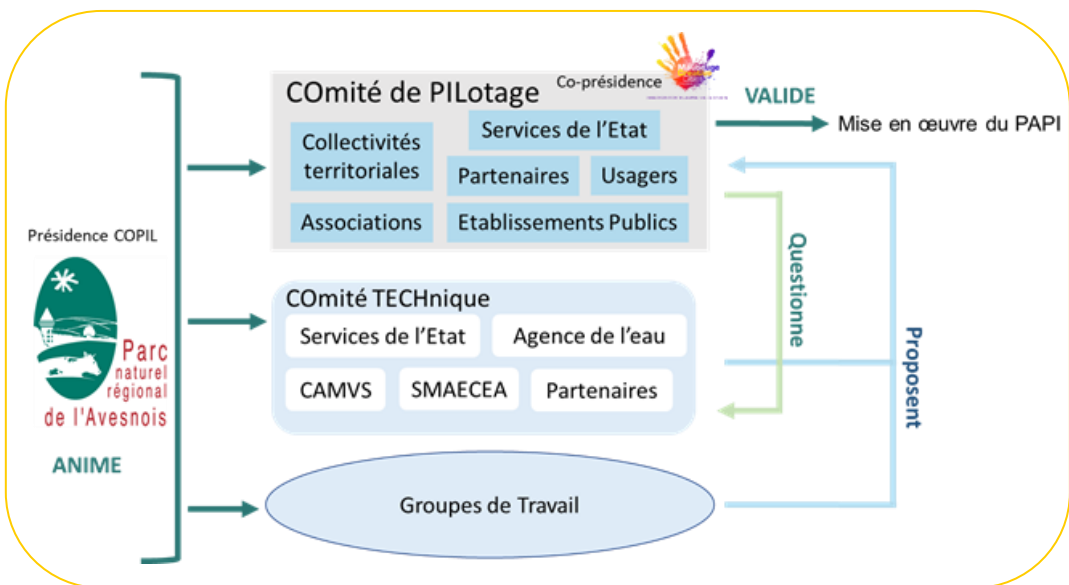 COmité de PILotage
Co-présidence
VALIDE
Mise en œuvre du PAPI
Collectivités
territoriales
Services de l'Etat
Partenaires
Usagers
Associations
Etablissements Publics
Présidence COPIL
Parc
naturel
régional
de l'Avesnois
ANIME
COmité TECHnique
Services de l'Etat
Agence de l'eau
CAMVS
SMAECEA
Partenaires
Questionne
Proposent
Groupes de Travail